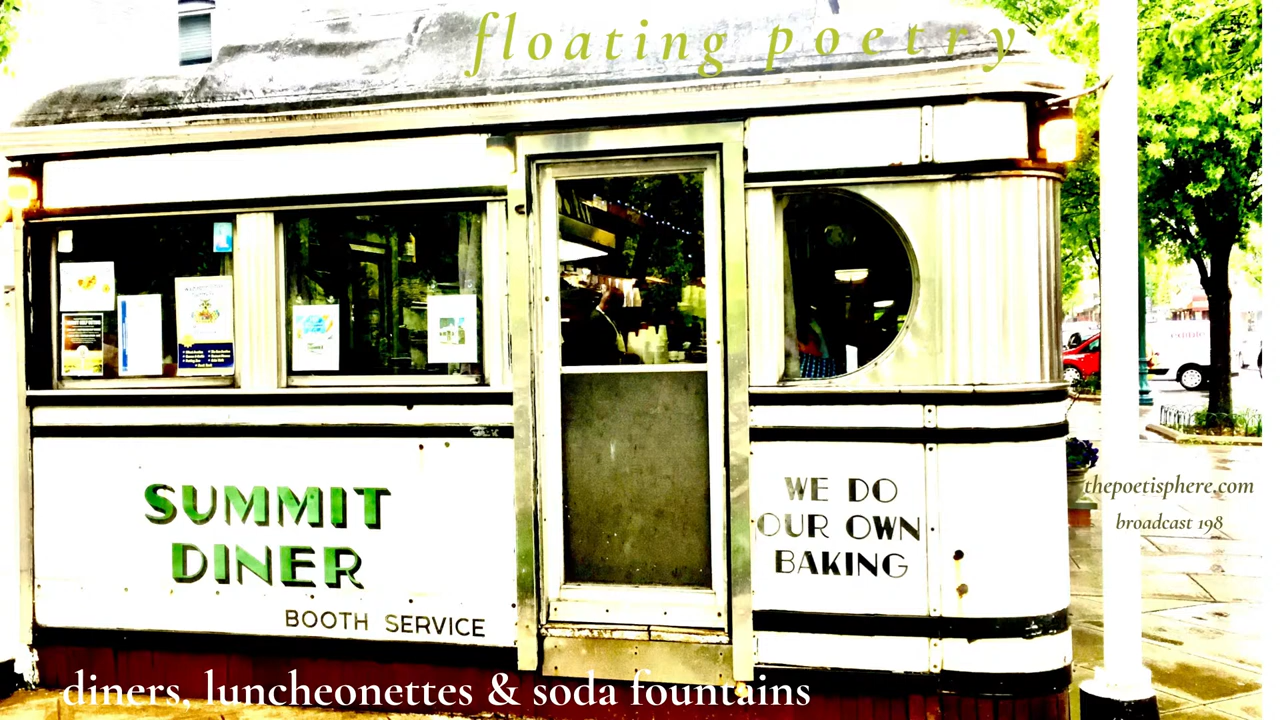 floating poetry
SUMMIT
DINER
BOOTH SERVICE
WE DO
OUR OWN
BAKING
thepoetisphere.com
broadcast 198
diners, luncheonettes & soda fountains